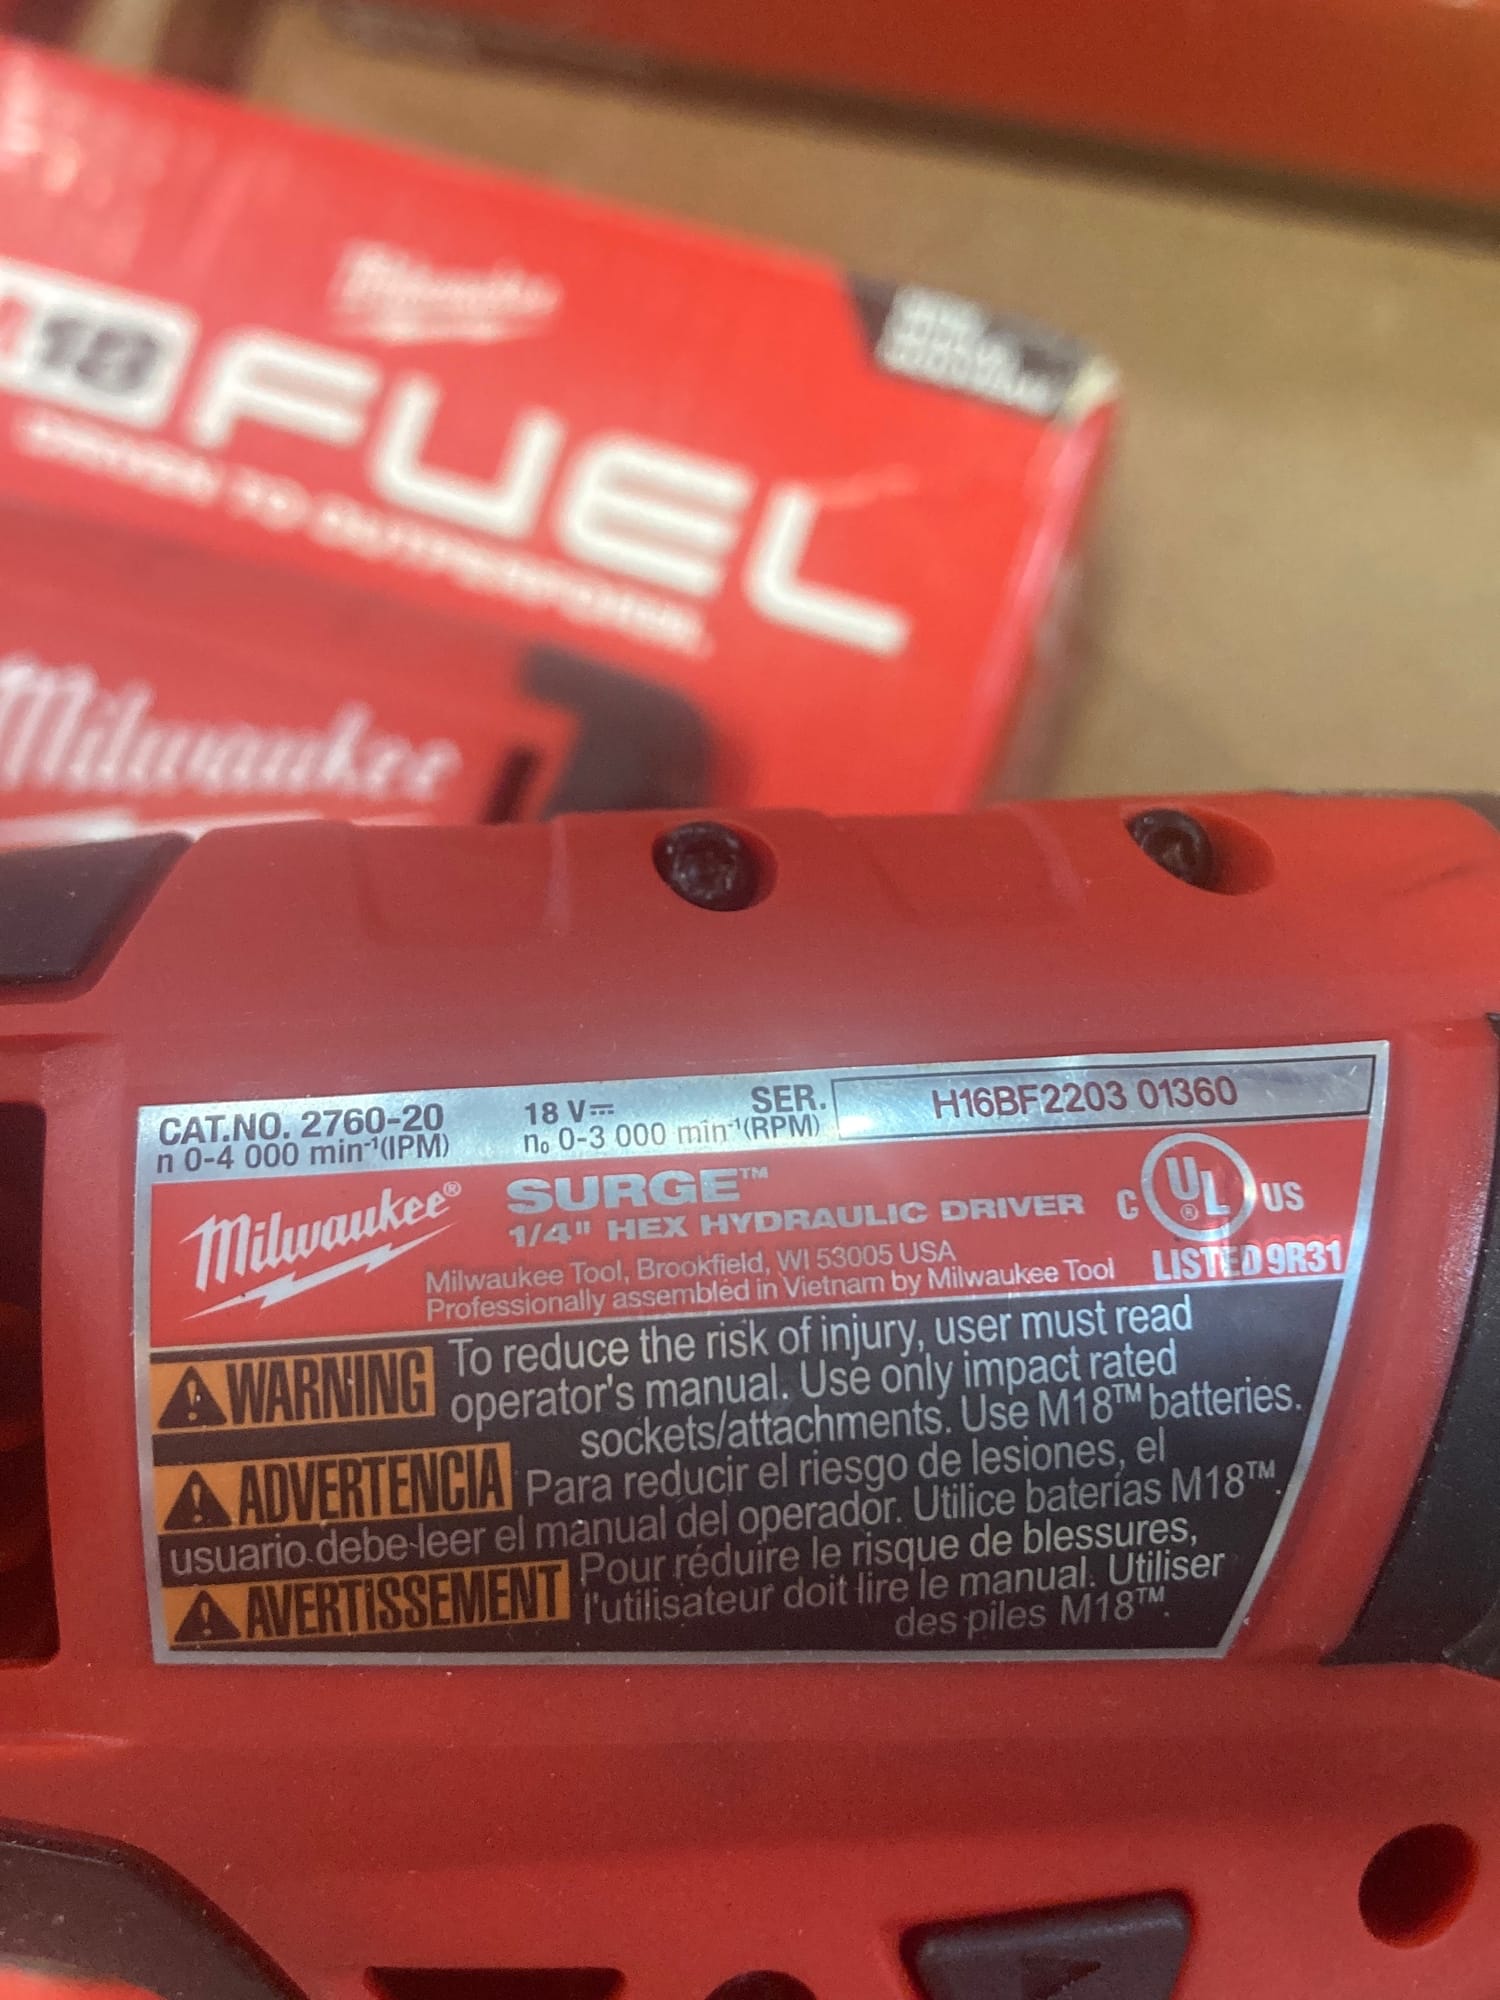 Milwaukee
18 FUEL
DRIVEN TO OUTPERFORM.
Milwaukee
CAT.NO. 2760-20 18 V SER. H16BF2203 01360
n 0-4 000 min⁻¹(IPM) n₀ 0-3 000 min⁻¹(RPM)
Milwaukee® SURGE™
1/4" HEX HYDRAULIC DRIVER C UL® US
Milwaukee Tool, Brookfield, WI 53005 USA LISTED 9R31
Professionally assembled in Vietnam by Milwaukee Tool
WARNING To reduce the risk of injury, user must read
operator's manual. Use only impact rated
sockets/attachments. Use M18™ batteries.
ADVERTENCIA Para reducir el riesgo de lesiones, el
usuario debe leer el manual del operador. Utilice baterías M18™.
AVERTISSEMENT Pour réduire le risque de blessures,
l'utilisateur doit lire le manual. Utiliser
des piles M18™.